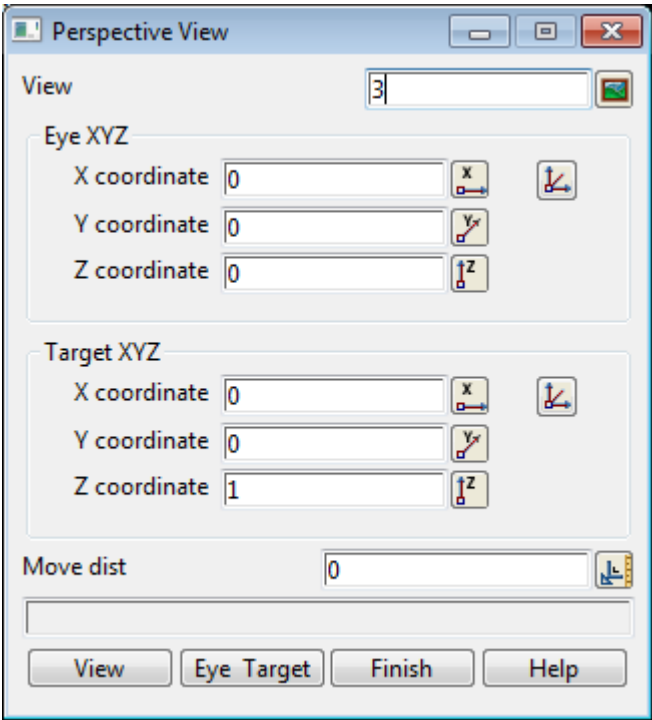 Perspective View
View 3
Eye XYZ
X coordinate 0 X
Y coordinate 0 Y
Z coordinate 0 Z
Target XYZ
X coordinate 0 X
Y coordinate 0 Y
Z coordinate 1 Z
Move dist 0
View Eye Target Finish Help